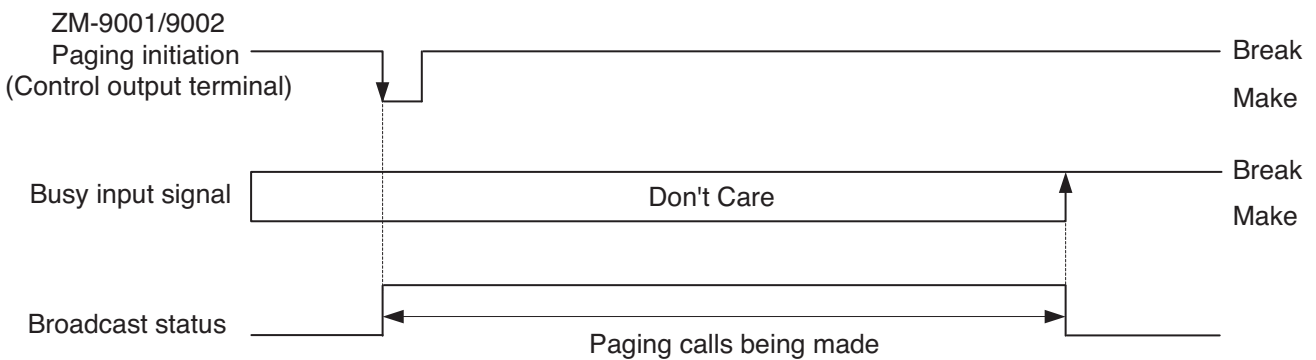 ZM-9001/9002
Paging initiation
(Control output terminal)
Break
Make
Busy input signal
Don't Care
Break
Make
Broadcast status
Paging calls being made